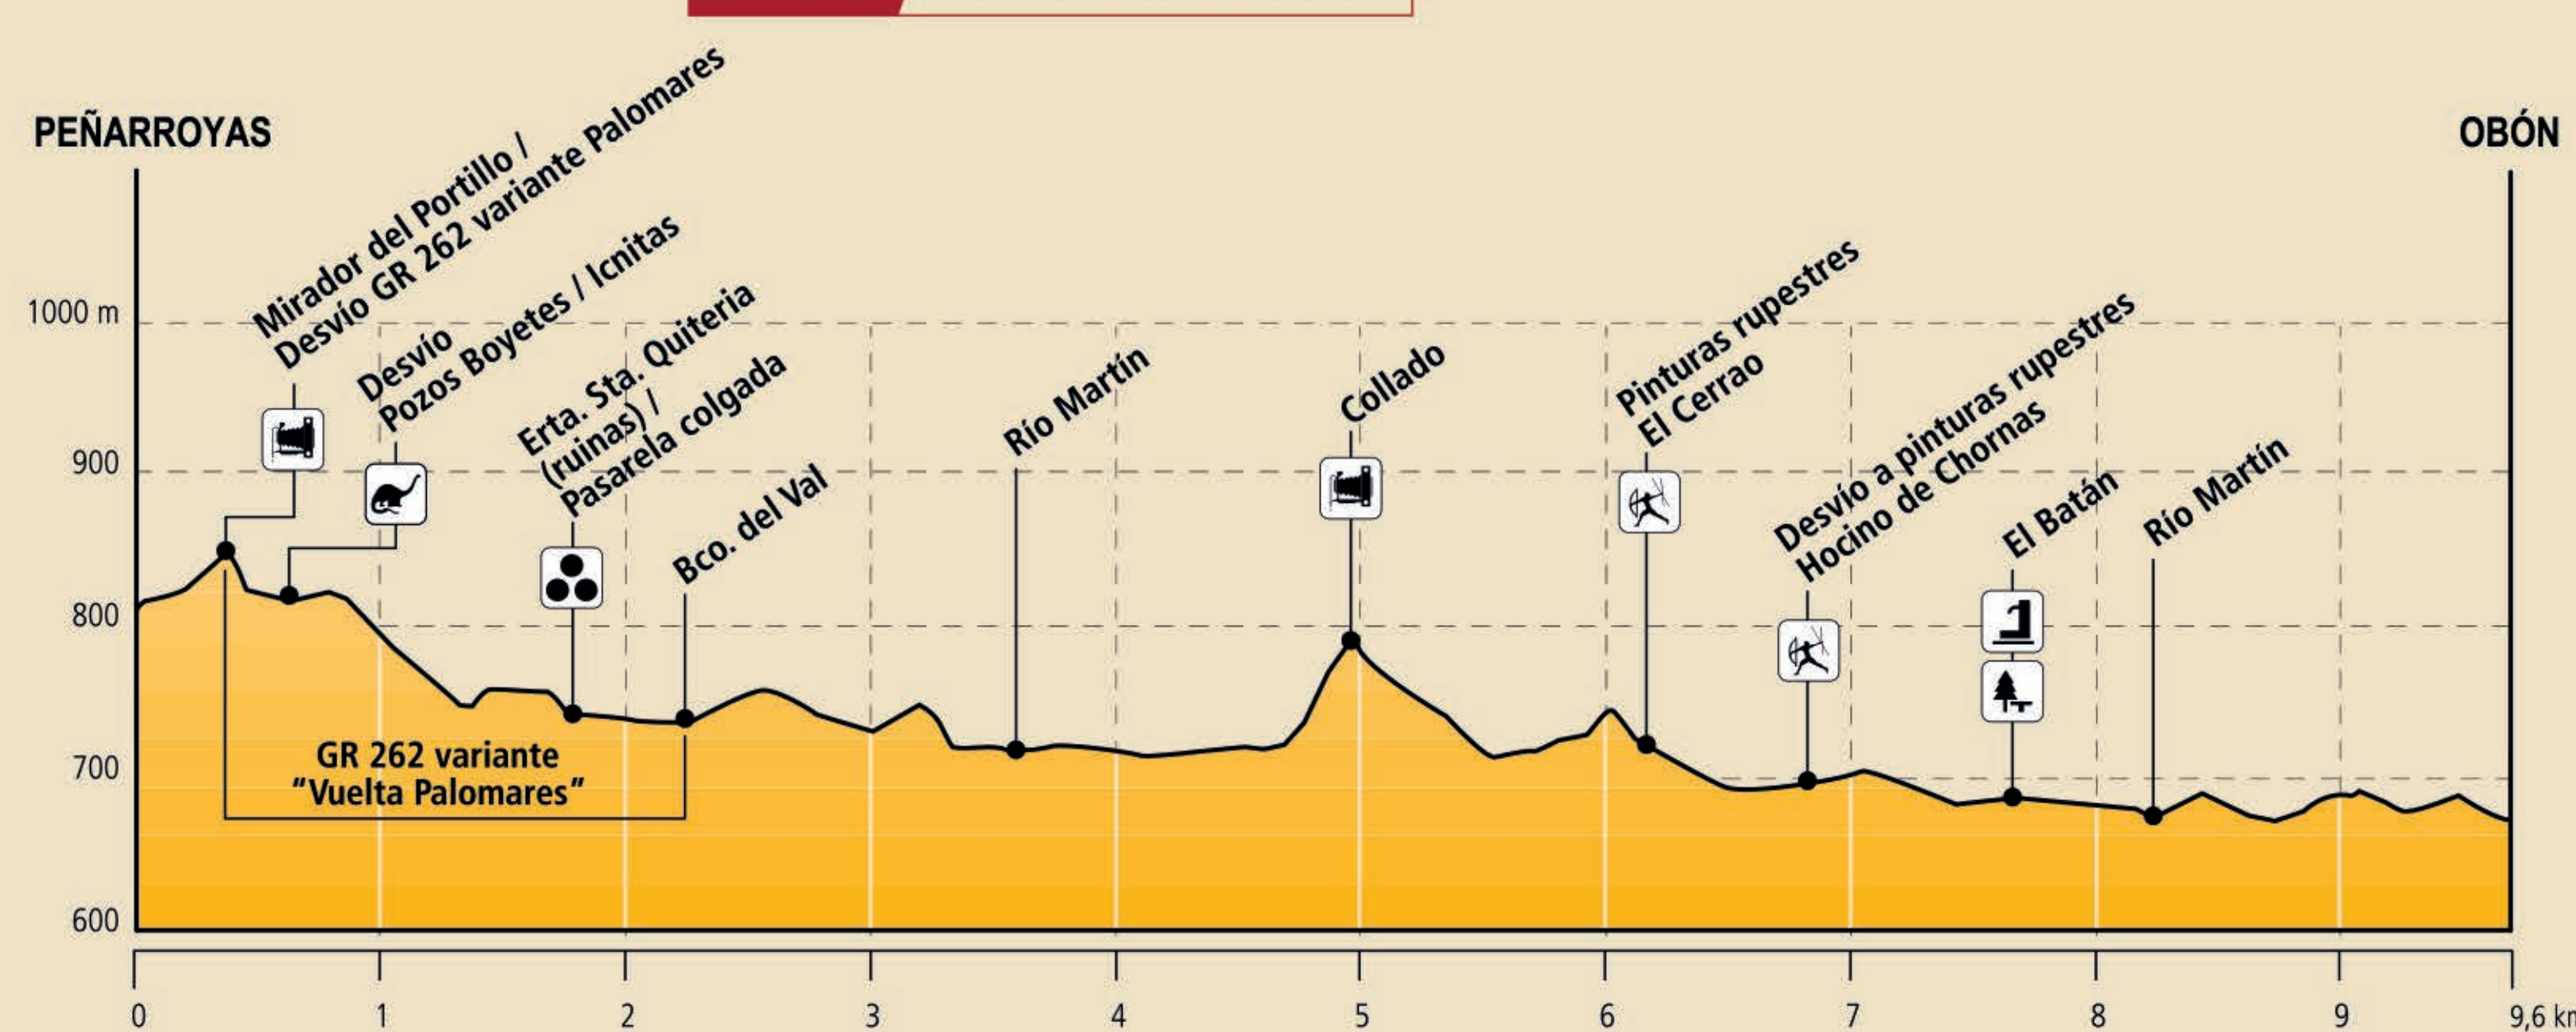 PEÑARROYAS
OBÓN
Mirador del Portillo /
Desvío GR 262 variante Palomares
Desvío
Pozos Boyetes / Icnitas
Erta. Sta. Quiteria
(ruinas) /
Pasarela colgada
Bco. del Val
Río Martín
Collado
Pinturas rupestres
El Cerrao
Desvío a pinturas rupestres
Hocino de Chornas
El Batán
Río Martín
1000 m
900
800
700
600
GR 262 variante
“Vuelta Palomares”
0 1 2 3 4 5 6 7 8 9 9,6 km